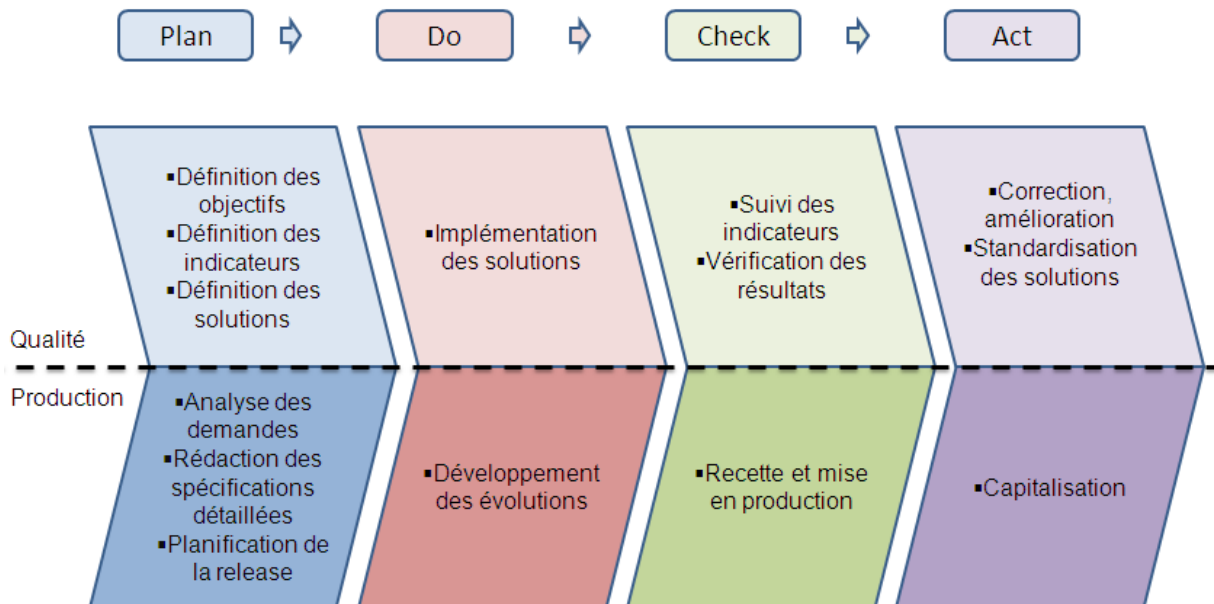 Plan
Do
Check
Act
▪Définition des
objectifs
▪Définition des
indicateurs
▪Définition des
solutions
▪Implémentation
des solutions
▪Suivi des
indicateurs
▪Vérification des
résultats
▪Correction,
amélioration
▪Standardisation
des solutions
Qualité
Production
▪Analyse des
demandes
▪Rédaction des
spécifications
détaillées
▪Planification de
la release
▪Développement
des évolutions
▪Recette et mise
en production
▪Capitalisation